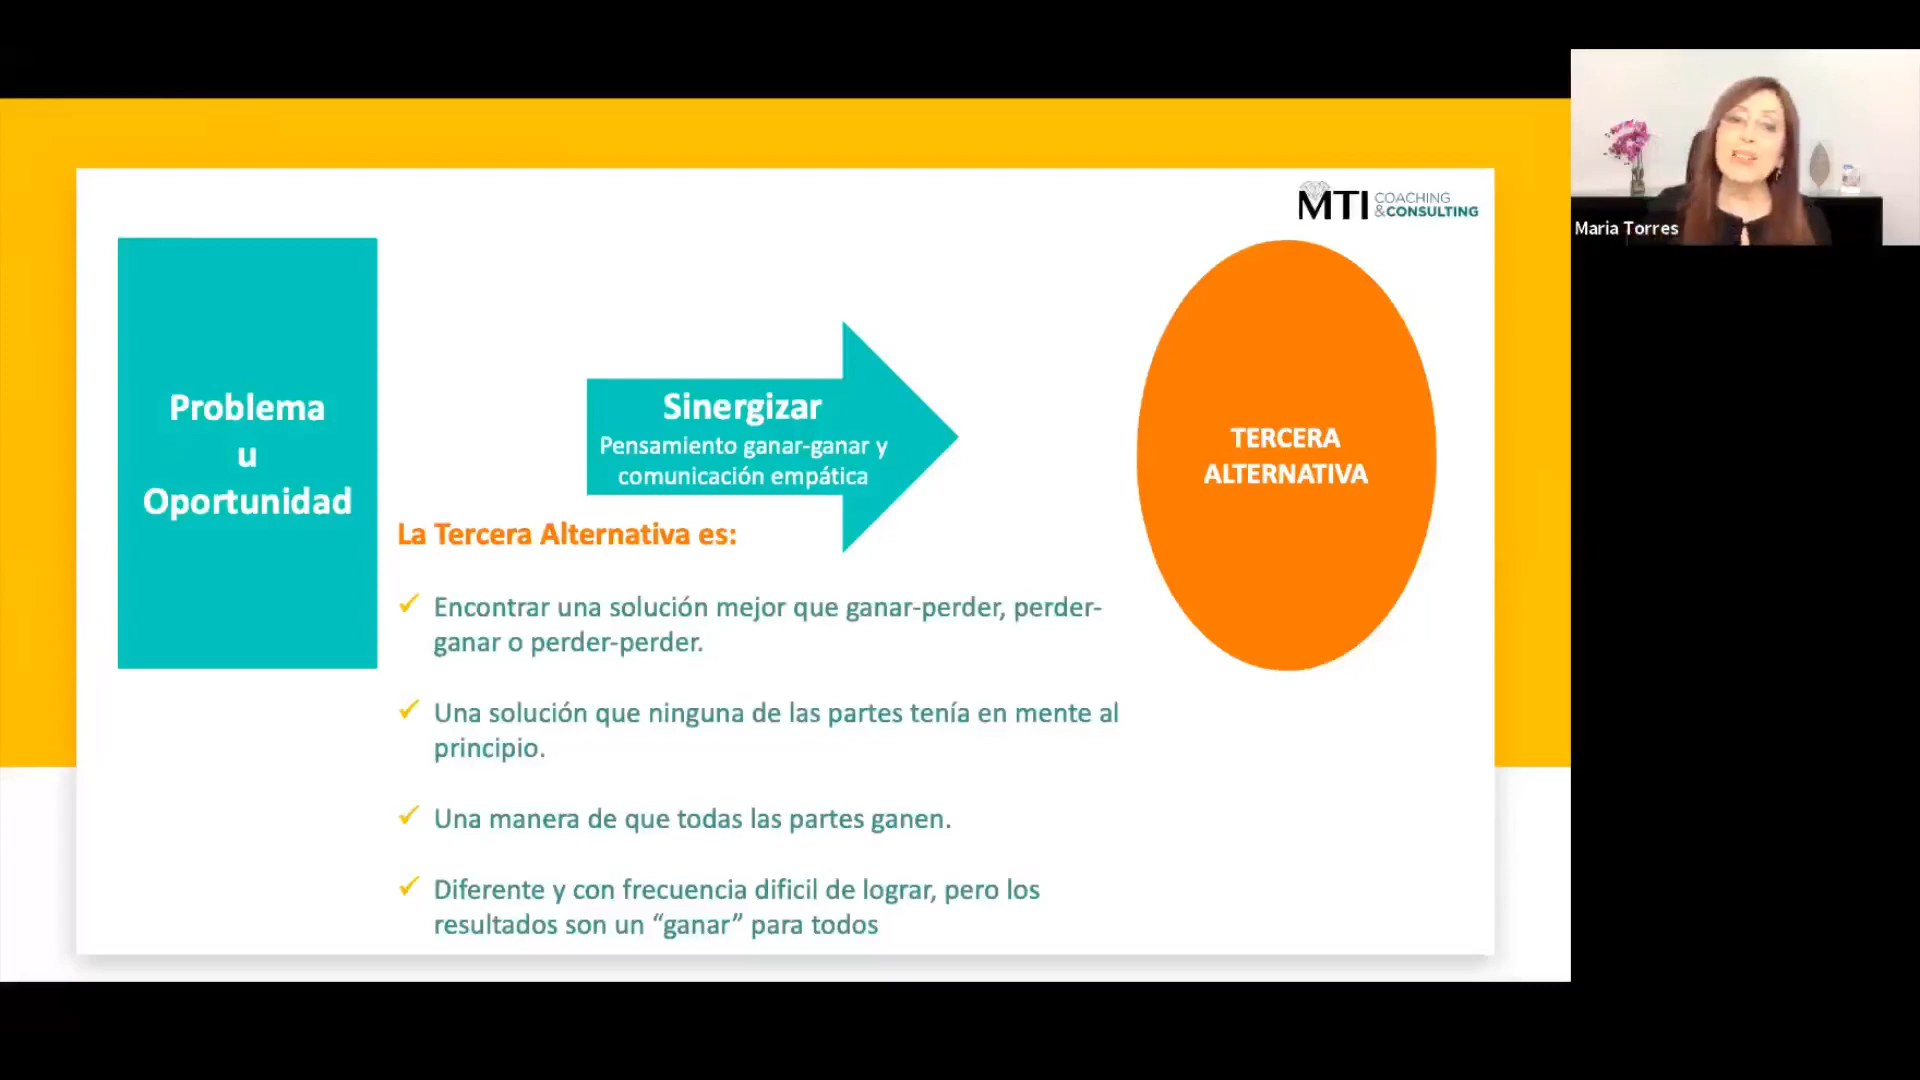 MTI COACHING
&CONSULTING
Maria Torres
Problema
u
Oportunidad
Sinergizar
Pensamiento ganar-ganar y
comunicación empática
TERCERA
ALTERNATIVA
La Tercera Alternativa es:
✓ Encontrar una solución mejor que ganar-perder, perder-
ganar o perder-perder.
✓ Una solución que ninguna de las partes tenía en mente al
principio.
✓ Una manera de que todas las partes ganen.
✓ Diferente y con frecuencia dificil de lograr, pero los
resultados son un “ganar” para todos